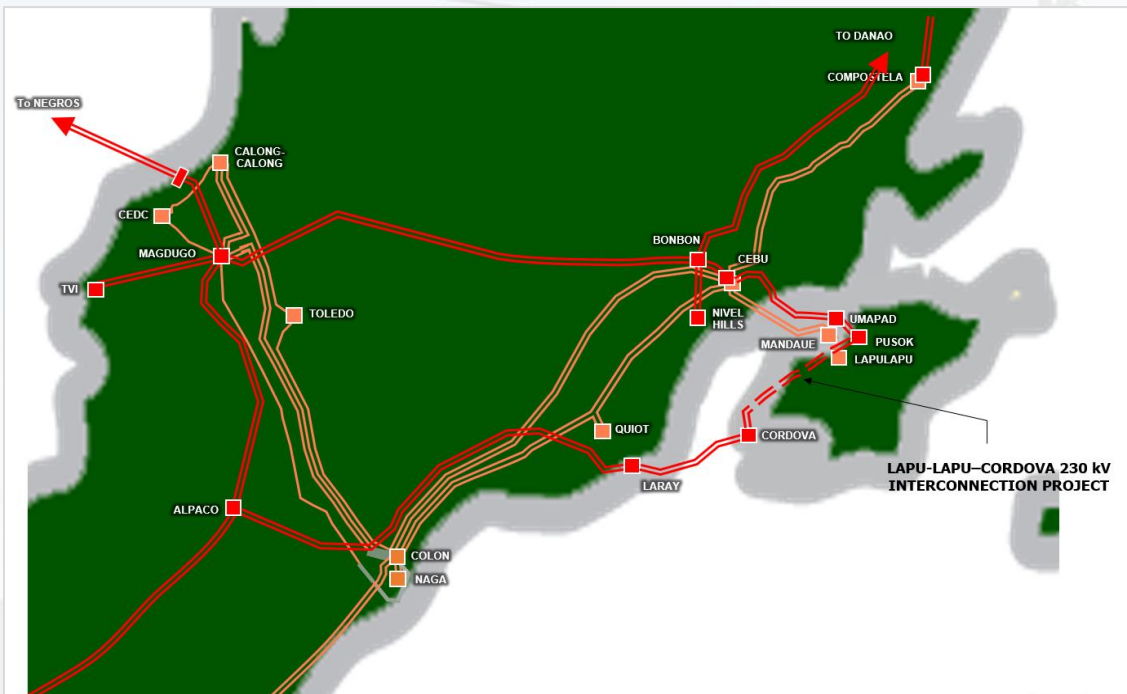 TO DANAO
COMPOSTELA
To NEGROS
CALONG-
CALONG
CEDC
MAGDUGO
BONBON
CEBU
TVI
TOLEDO
NIVEL
HILLS
UMAPAD
MANDAUE
PUSOK
LAPULAPU
QUIOT
CORDOVA
LAPU-LAPU–CORDOVA 230 kV
INTERCONNECTION PROJECT
LARAY
ALPACO
COLON
NAGA